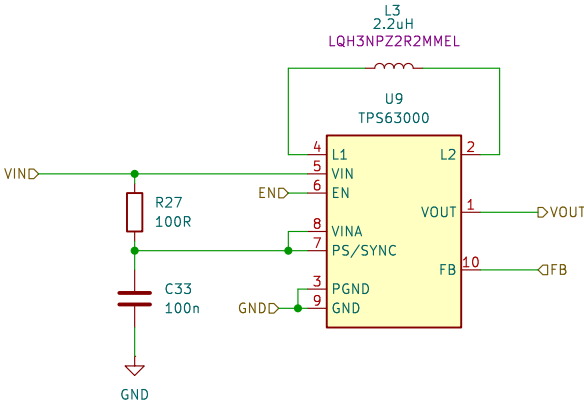 L3
2.2uH
LQH3NPZ2R2MMEL
U9
TPS63000
4
L1
L2
2
VIN
5
VIN
EN
6
EN
R27
100R
VOUT
1
VOUT
8
VINA
7
PS/SYNC
FB
10
FB
C33
100n
3
PGND
GND
9
GND
GND